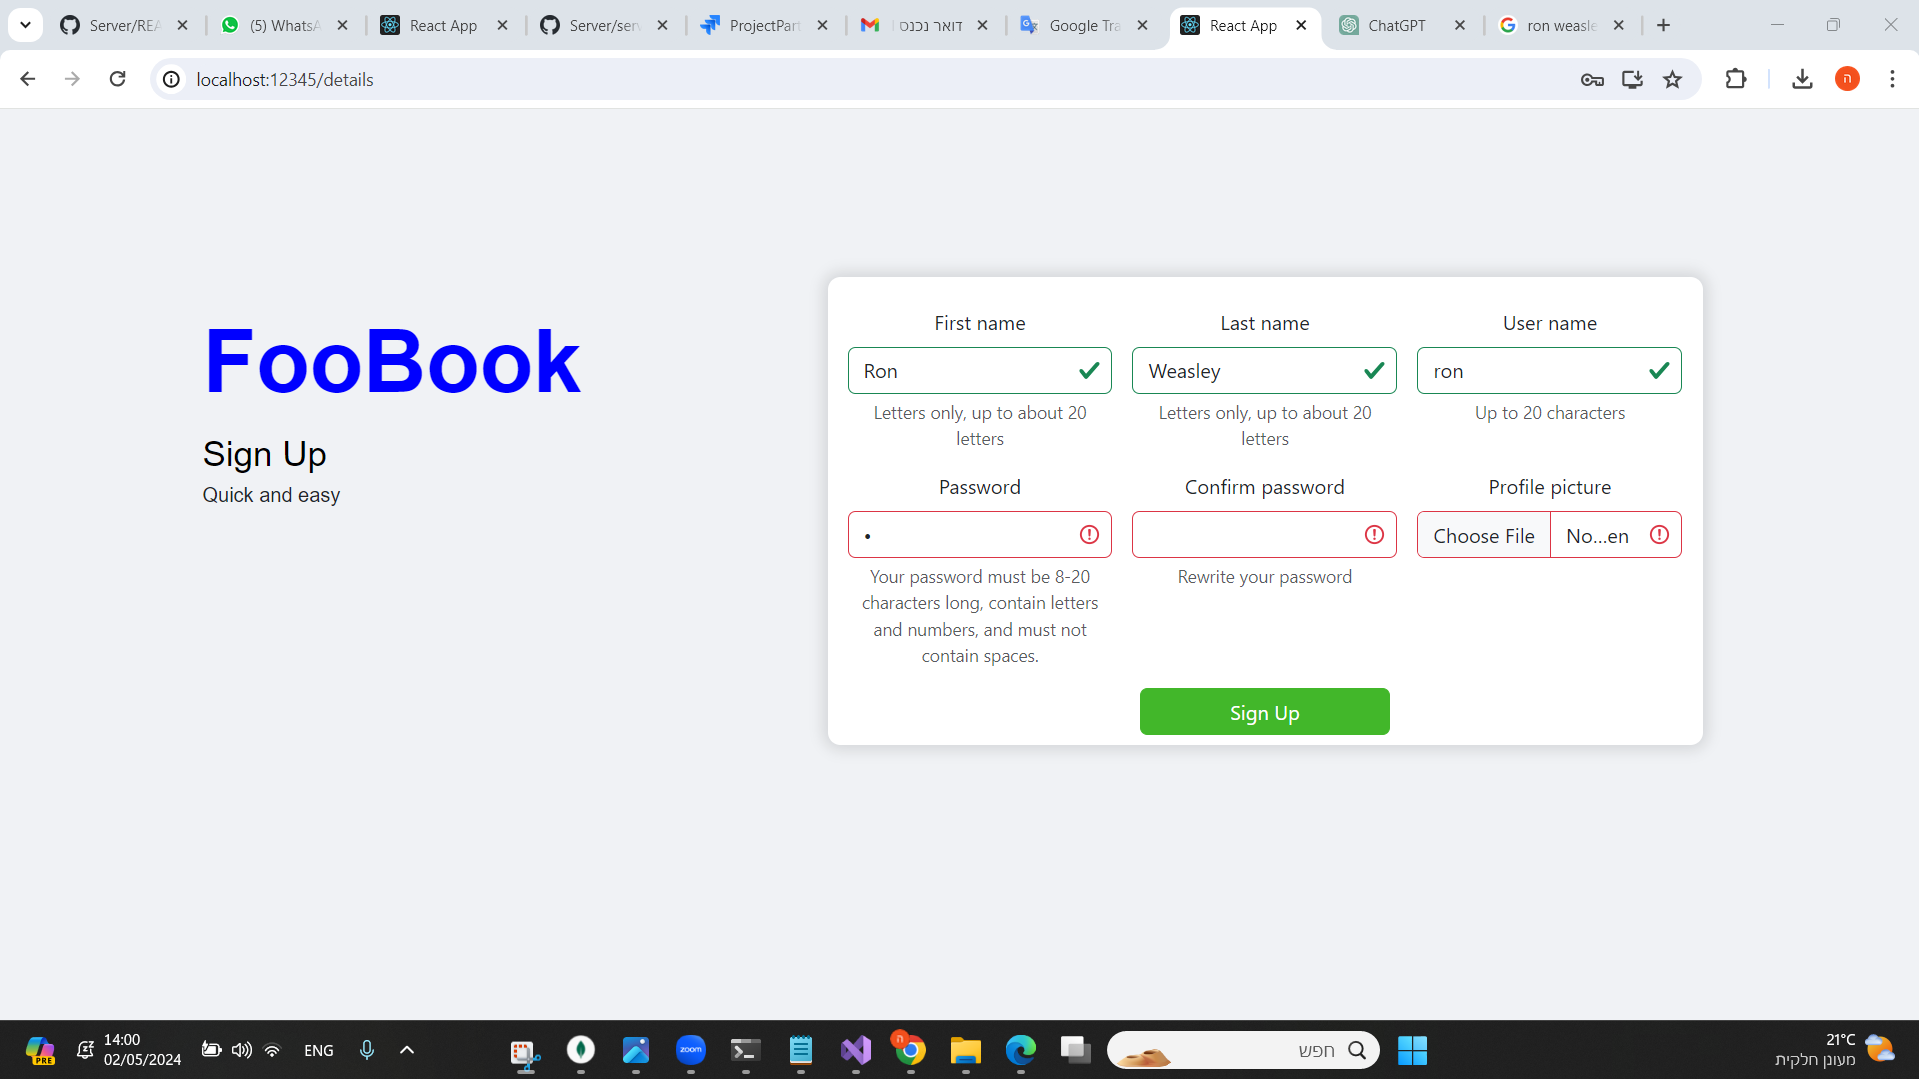 Server/REA
(5) WhatsA
React App
Server/serv
ProjectPart
דואר נכנס
Google Tra
React App
ChatGPT
ron weasle
localhost:12345/details
ח
FooBook
Sign Up
Quick and easy
First name
Last name
User name
Ron
Weasley
ron
Letters only, up to about 20
letters
Letters only, up to about 20
letters
Up to 20 characters
Password
Confirm password
Profile picture
•
Choose File
No...en
Your password must be 8-20
characters long, contain letters
and numbers, and must not
contain spaces.
Rewrite your password
Sign Up
PRE
14:00
02/05/2024
ENG
zoom
ח
חפש
21°C
מעונן חלקית